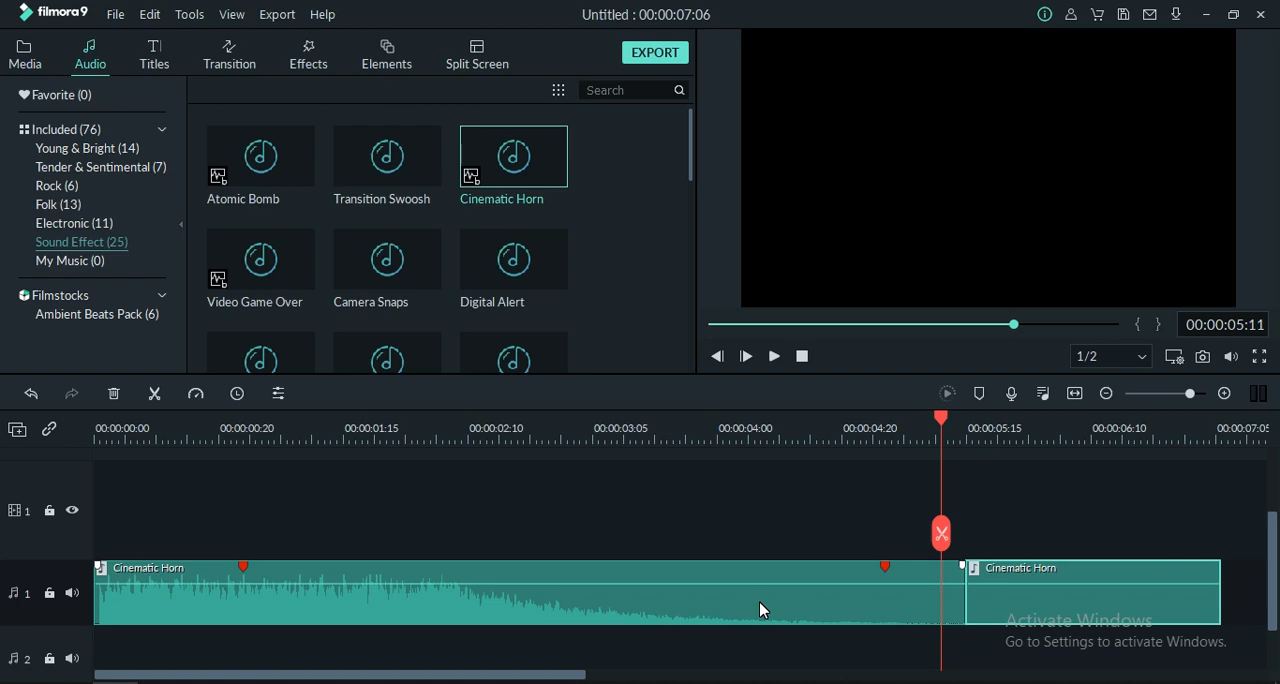 filmora9 File Edit Tools View Export Help Untitled : 00:00:07:06
Media Audio Titles Transition Effects Elements Split Screen EXPORT
Favorite (0)
Search
Included (76)
Young & Bright (14)
Tender & Sentimental (7)
Rock (6)
Folk (13)
Electronic (11)
Sound Effect (25)
My Music (0)
Filmstocks
Ambient Beats Pack (6)
Atomic Bomb Transition Swoosh Cinematic Horn
Video Game Over Camera Snaps Digital Alert
{ } 00:00:05:11
1/2
00:00:00:00 00:00:00:20 00:00:01:15 00:00:02:10 00:00:03:05 00:00:04:00 00:00:04:20 00:00:05:15 00:00:06:10 00:00:07:05
1
Cinematic Horn Cinematic Horn
1
Activate Windows
Go to Settings to activate Windows.
2